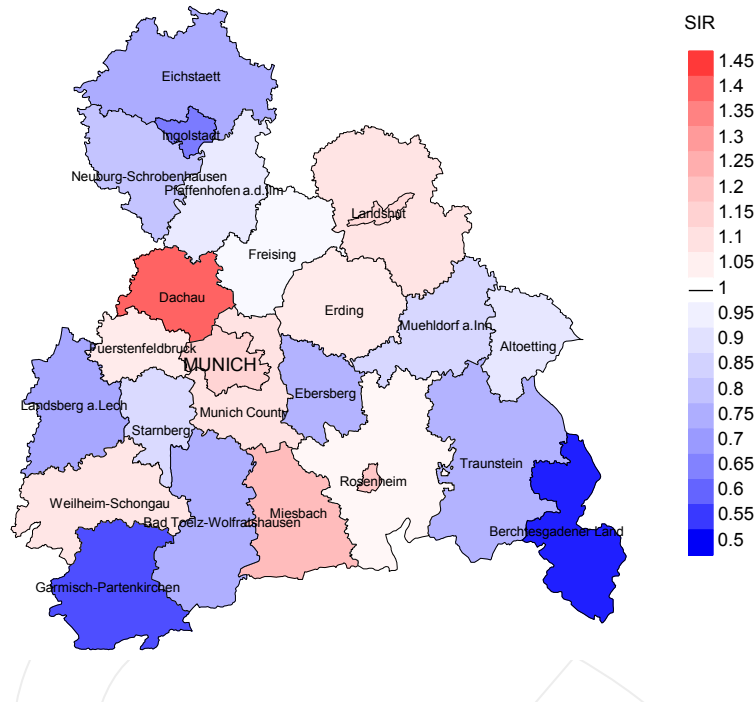 SIR
1.45
1.4
1.35
1.3
1.25
1.2
1.15
1.1
1.05
1
0.95
0.9
0.85
0.8
0.75
0.7
0.65
0.6
0.55
0.5
Eichstaett
Ingolstadt
Neuburg-Schrobenhausen
Pfaffenhofen a.d.Ilm
Landshut
Freising
Dachau
Erding
Muehldorf a.Inn
Altoetting
Fuerstenfeldbruck
MUNICH
Ebersberg
Landsberg a.Lech
Munich County
Starnberg
Traunstein
Rosenheim
Weilheim-Schongau
Miesbach
Bad Toelz-Wolfratshausen
Berchtesgadener Land
Garmisch-Partenkirchen